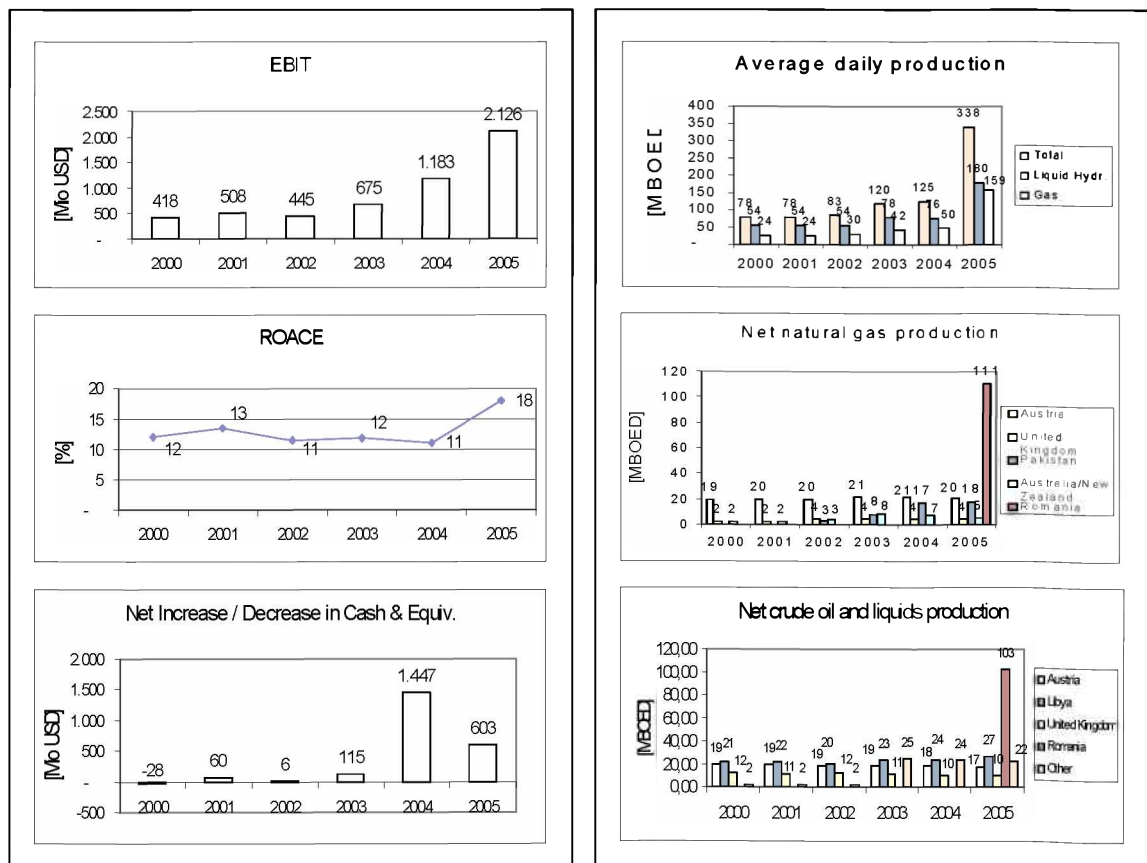 EBIT
[Mio USD]
2.500
2.000
1.500
1.000
500
-
418
508
445
675
1.183
2.126
2000 2001 2002 2003 2004 2005
ROACE
[%]
20
15
10
5
-
12
13
11
12
11
18
2000 2001 2002 2003 2004 2005
Net Increase / Decrease in Cash & Equiv.
[Mo USD]
2.000
1.500
1.000
500
-
-500
-28
60
6
115
1.447
603
2000 2001 2002 2003 2004 2005
Average daily production
[MBOED]
400
350
300
250
200
150
100
50
-
78 54 24
78 54 24
83 54 30
120 78 42
125 76 50
338 180 159
2000 2001 2002 2003 2004 2005
Total
Liquid Hydr.
Gas
Net natural gas production
[MBOED]
120
100
80
60
40
20
0
19 2 2
20 2 2
20 4 3 3
21 4 8 8
21 4 17 7
20 4 18 111
2000 2001 2002 2003 2004 2005
Austria
United
Kingdom
Pakistan
Australia/New
Zealand
Romania
Net crude oil and liquids production
[MBOED]
120,00
100,00
80,00
60,00
40,00
20,00
0,00
19 21 12 2
19 22 11 2
19 20 12 2
19 23 11 25
18 24 10 24
17 27 10 103 22
2000 2001 2002 2003 2004 2005
Austria
Libya
United Kingdom
Romania
Other